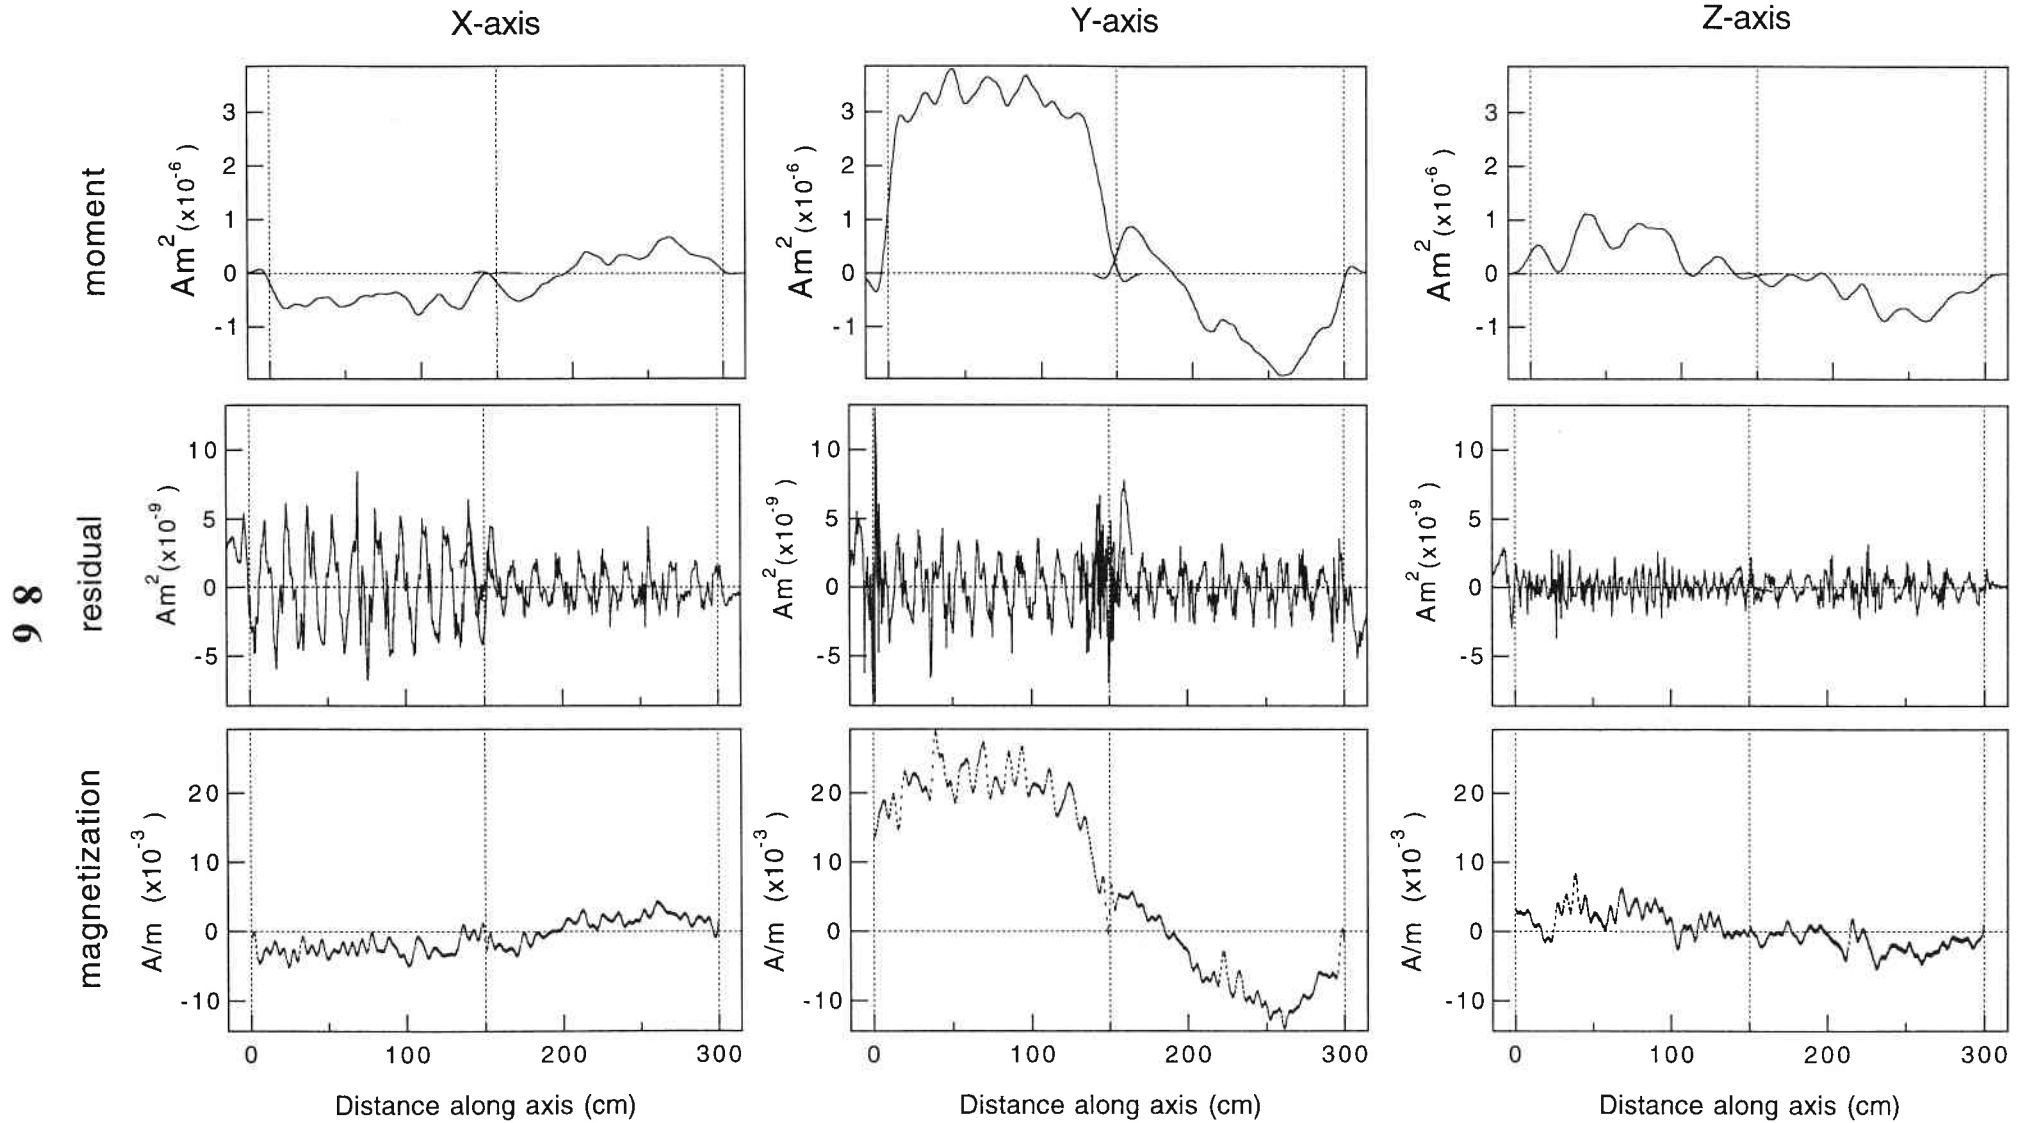 X-axis Y-axis Z-axis
moment
Am² (x10⁻⁶)
3
2
1
0
-1
Am² (x10⁻⁶)
3
2
1
0
-1
Am² (x10⁻⁶)
3
2
1
0
-1
98
residual
Am² (x10⁻⁹)
10
5
0
-5
Am² (x10⁻⁹)
10
5
0
-5
Am² (x10⁻⁹)
10
5
0
-5
magnetization
A/m (x10⁻³)
20
10
0
-10
A/m (x10⁻³)
20
10
0
-10
A/m (x10⁻³)
20
10
0
-10
0 100 200 300 0 100 200 300 0 100 200 300
Distance along axis (cm) Distance along axis (cm) Distance along axis (cm)